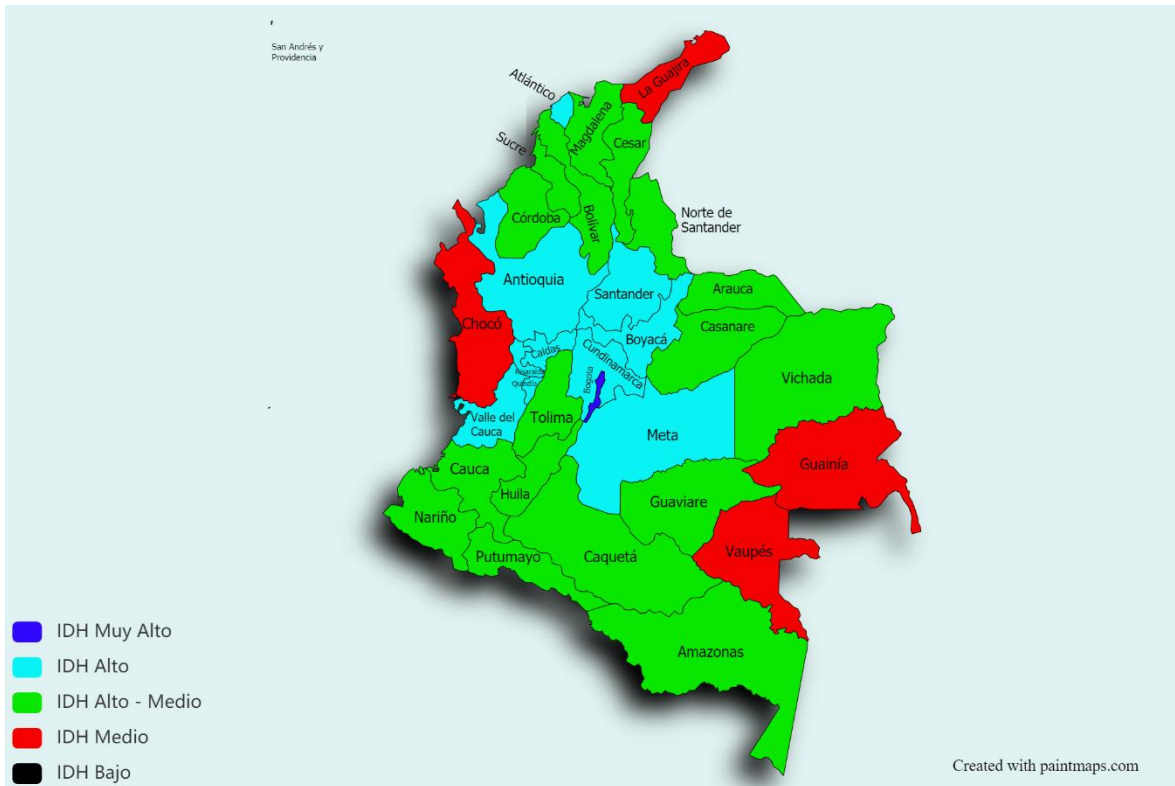 San Andrés y
Providencia
Atlántico
La Guajira
Magdalena
Cesar
Sucre
Norte de
Santander
Córdoba
Bolívar
Antioquia
Santander
Arauca
Chocó
Casanare
Boyacá
Caldas
Cundinamarca
Risaralda
Quindío
Bogota
Vichada
Valle del
Cauca
Tolima
Meta
Cauca
Guainía
Huila
Guaviare
Nariño
Putumayo
Caquetá
Vaupés
Amazonas
IDH Muy Alto
IDH Alto
IDH Alto - Medio
IDH Medio
IDH Bajo
Created with paintmaps.com